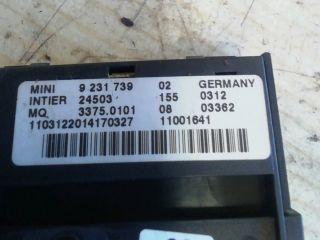 MINI 9 231 739 02 GERMANY
INTIER 24503 155 0312
MQ 3375.0101 08 03362
1103122014170327 11001641